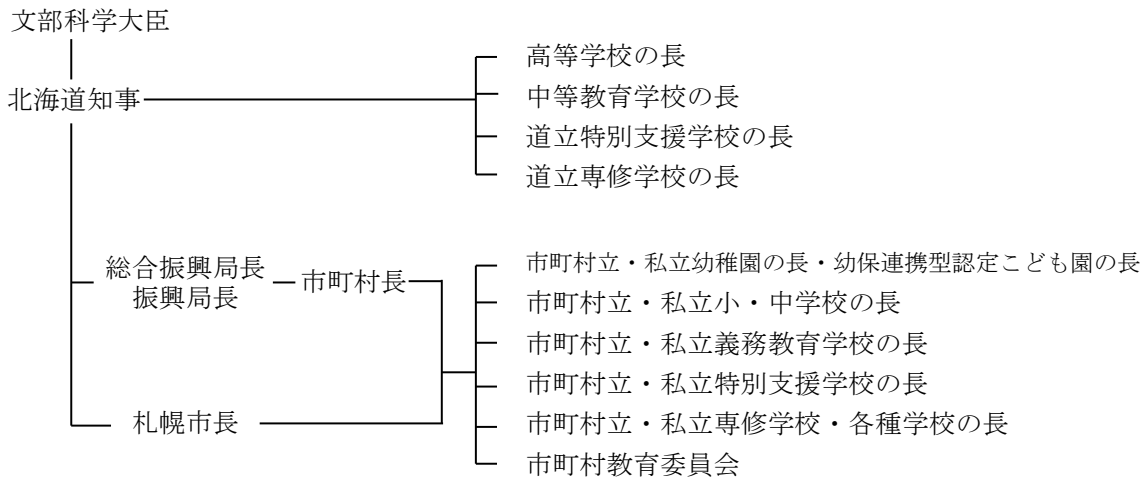 文部科学大臣
北海道知事
高等学校の長
中等教育学校の長
道立特別支援学校の長
道立専修学校の長
総合振興局長
振興局長
市町村長
札幌市長
市町村立・私立幼稚園の長・幼保連携型認定こども園の長
市町村立・私立小・中学校の長
市町村立・私立義務教育学校の長
市町村立・私立特別支援学校の長
市町村立・私立専修学校・各種学校の長
市町村教育委員会